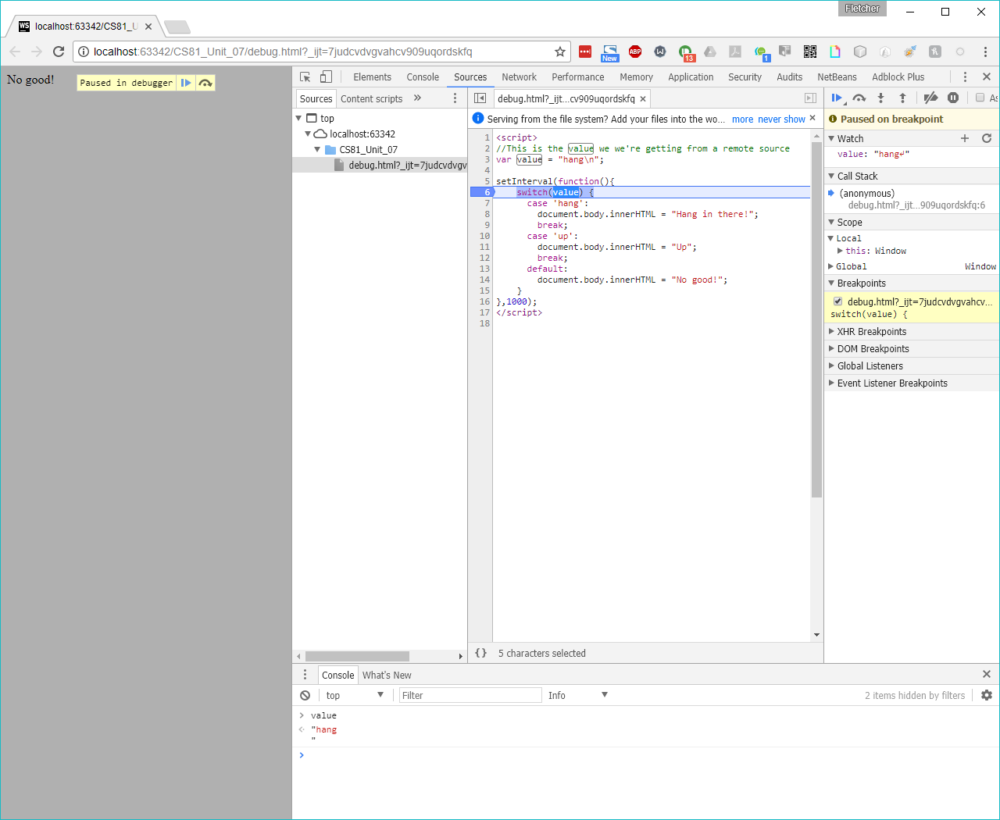 Fletcher
WS localhost:63342/CS81_U
localhost:63342/CS81_Unit_07/debug.html?_ijt=7judcvdvgvahcv909uqordskfq
New
ABP
W
13
1
No good!
Paused in debugger
Elements Console Sources Network Performance Memory Application Security Audits NetBeans Adblock Plus
Sources Content scripts
top
localhost:63342
CS81_Unit_07
debug.html?_ijt=7judcvdvgv
debug.html?_ijt...cv909uqordskfq
Serving from the file system? Add your files into the wo... more never show
1 <script>
2 //This is the value we we're getting from a remote source
3 var value = "hang\n";
4
5 setInterval(function(){
6 switch(value) {
7 case 'hang':
8 document.body.innerHTML = "Hang in there!";
9 break;
10 case 'up':
11 document.body.innerHTML = "Up";
12 break;
13 default:
14 document.body.innerHTML = "No good!";
15 }
16 },1000);
17 </script>
18
{} 5 characters selected
As
Paused on breakpoint
Watch
value: "hang↵"
Call Stack
(anonymous)
debug.html?_ijt...909uqordskfq:6
Scope
Local
this: Window
Global Window
Breakpoints
debug.html?_ijt=7judcvdvgvahcv...
switch(value) {
XHR Breakpoints
DOM Breakpoints
Global Listeners
Event Listener Breakpoints
Console What's New
top Filter Info 2 items hidden by filters
> value
"hang
"
>